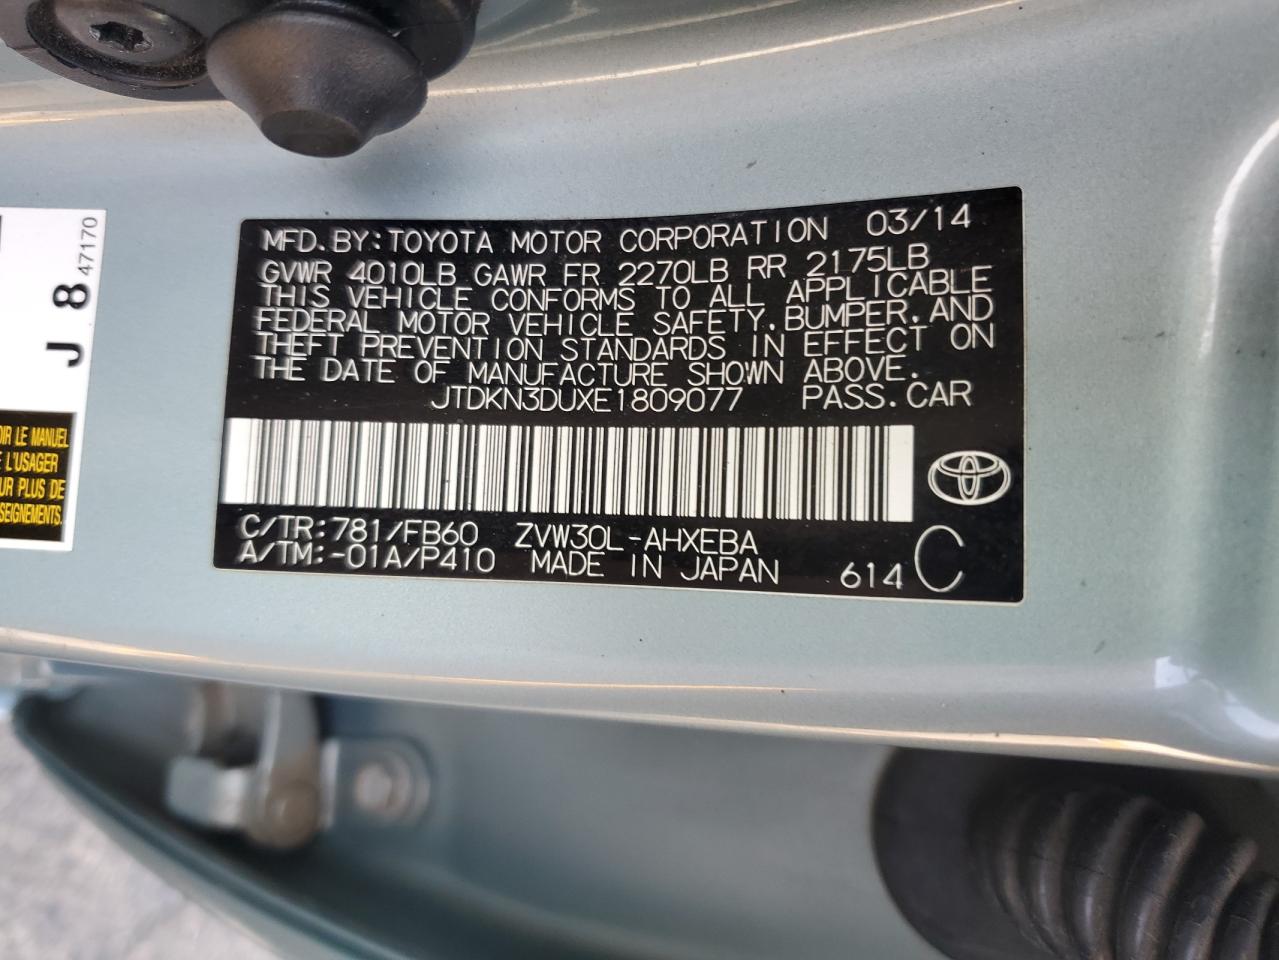 MFD. BY: TOYOTA MOTOR CORPORATION 03/14
GVWR 4010LB GAWR FR 2270LB RR 2175LB
THIS VEHICLE CONFORMS TO ALL APPLICABLE
FEDERAL MOTOR VEHICLE SAFETY, BUMPER, AND
THEFT PREVENTION STANDARDS IN EFFECT ON
THE DATE OF MANUFACTURE SHOWN ABOVE.
JTDKN3DUXE1809077 PASS. CAR
C/TR: 781/FB60 ZVW30L-AHXEBA
A/TM: -01A/P410 MADE IN JAPAN 614 C
J 8 47170
LE MANUEL
L'USAGER
PLUS DE